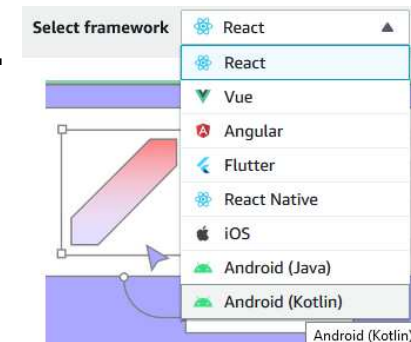 Select framework
React
React
Vue
Angular
Flutter
React Native
iOS
Android (Java)
Android (Kotlin)
Android (Kotlin)